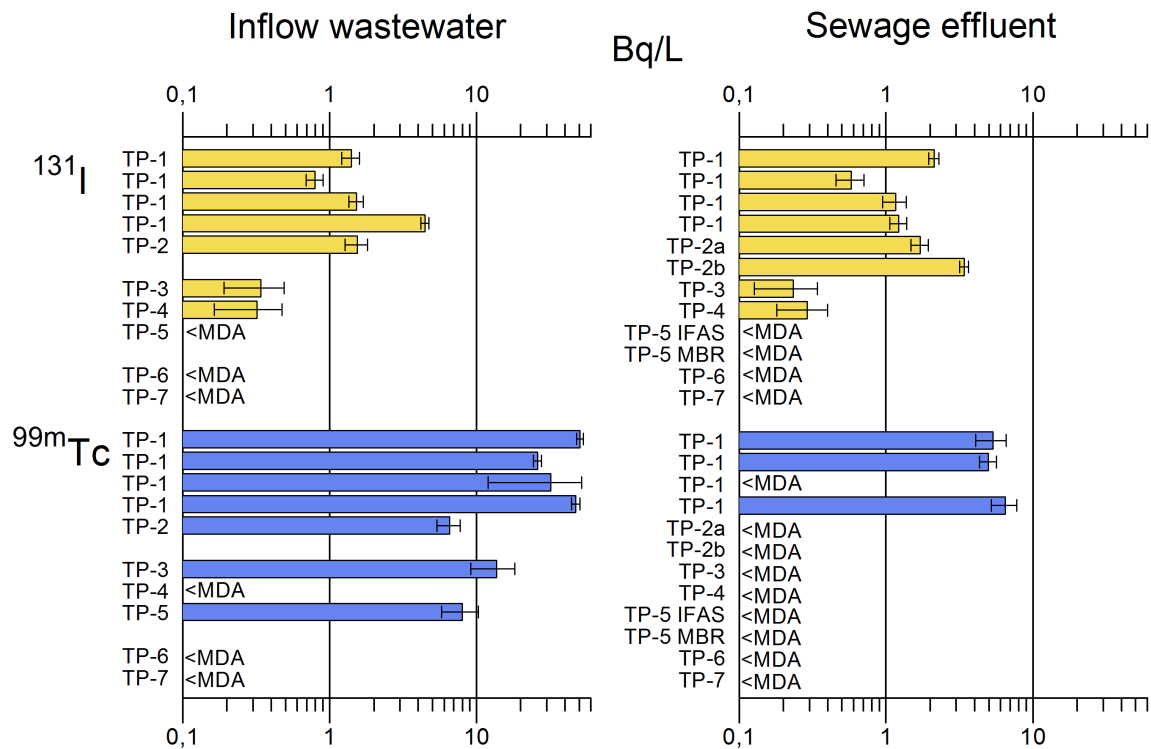 Inflow wastewater
Bq/L
Sewage effluent
0,1 1 10
0,1 1 10
131I
TP-1
TP-1
TP-1
TP-1
TP-2
TP-3
TP-4
TP-5 <MDA
TP-6 <MDA
TP-7 <MDA
99mTc
TP-1
TP-1
TP-1
TP-1
TP-2
TP-3
TP-4 <MDA
TP-5
TP-6 <MDA
TP-7 <MDA
0,1 1 10
TP-1
TP-1
TP-1
TP-1
TP-2a
TP-2b
TP-3
TP-4
TP-5 IFAS <MDA
TP-5 MBR <MDA
TP-6 <MDA
TP-7 <MDA
TP-1
TP-1
TP-1 <MDA
TP-1
TP-2a <MDA
TP-2b <MDA
TP-3 <MDA
TP-4 <MDA
TP-5 IFAS <MDA
TP-5 MBR <MDA
TP-6 <MDA
TP-7 <MDA
0,1 1 10